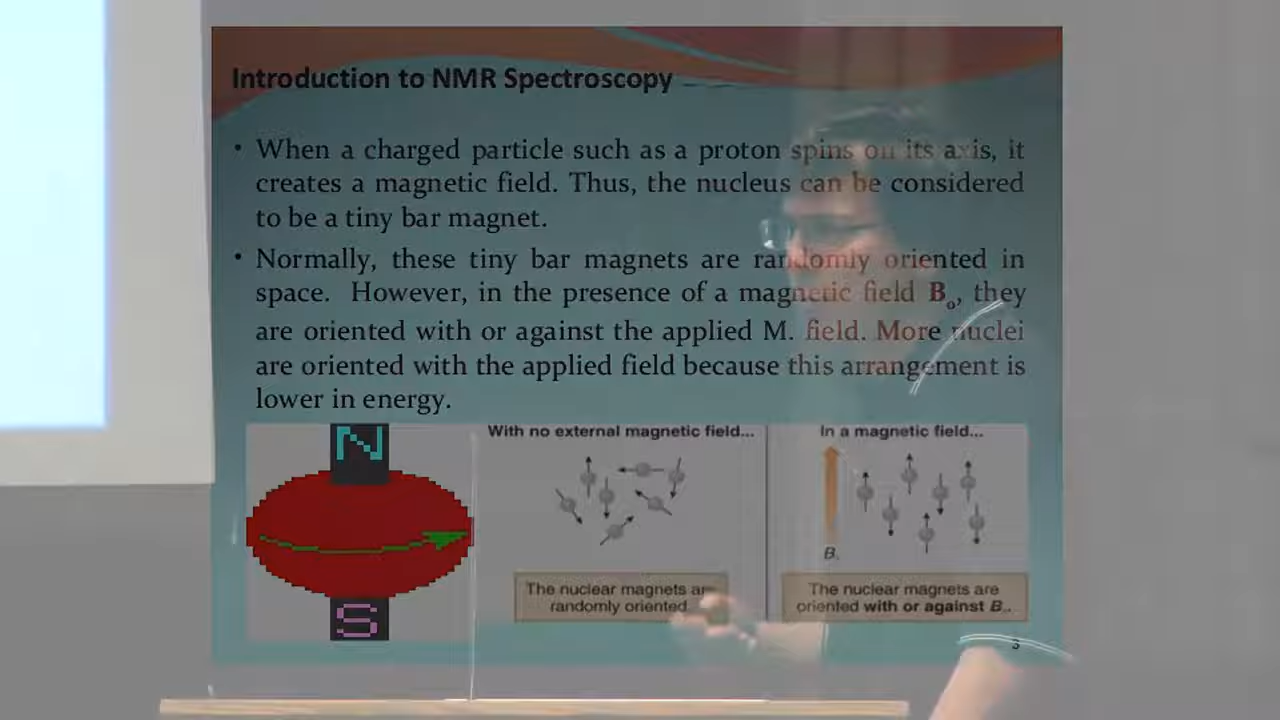 Introduction to NMR Spectroscopy
• When a charged particle such as a proton spins on its axis, it
creates a magnetic field. Thus, the nucleus can be considered
to be a tiny bar magnet.
• Normally, these tiny bar magnets are randomly oriented in
space. However, in the presence of a magnetic field Bo, they
are oriented with or against the applied M. field. More nuclei
are oriented with the applied field because this arrangement is
lower in energy.
N
S
With no external magnetic field...
The nuclear magnets are
randomly oriented.
In a magnetic field...
B.
The nuclear magnets are
oriented with or against B..
3